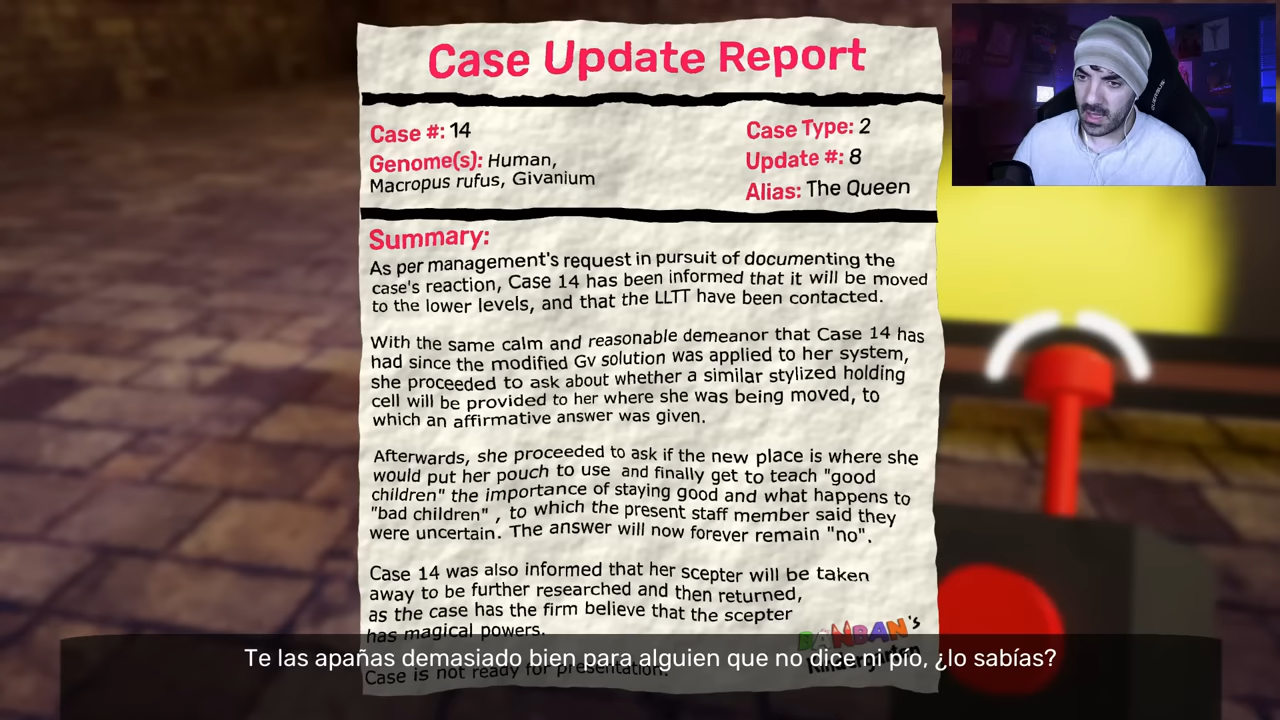 Case Update Report
Case #: 14
Genome(s): Human,
Macropus rufus, Givanium
Case Type: 2
Update #: 8
Alias: The Queen
Summary:
As per management's request in pursuit of documenting the
case's reaction, Case 14 has been informed that it will be moved
to the lower levels, and that the LLTT have been contacted.
With the same calm and reasonable demeanor that Case 14 has
had since the modified Gv solution was applied to her system,
she proceeded to ask about whether a similar stylized holding
cell will be provided to her where she was being moved, to
which an affirmative answer was given.
Afterwards, she proceeded to ask if the new place is where she
would put her pouch to use and finally get to teach "good
children" the importance of staying good and what happens to
"bad children" , to which the present staff member said they
were uncertain. The answer will now forever remain "no".
Case 14 was also informed that her scepter will be taken
away to be further researched and then returned,
as the case has the firm believe that the scepter
has magical powers.
BANBAN's
Kindergarten
Case is not ready for presentation.
Te las apañas demasiado bien para alguien que no dice ni pío, ¿lo sabías?